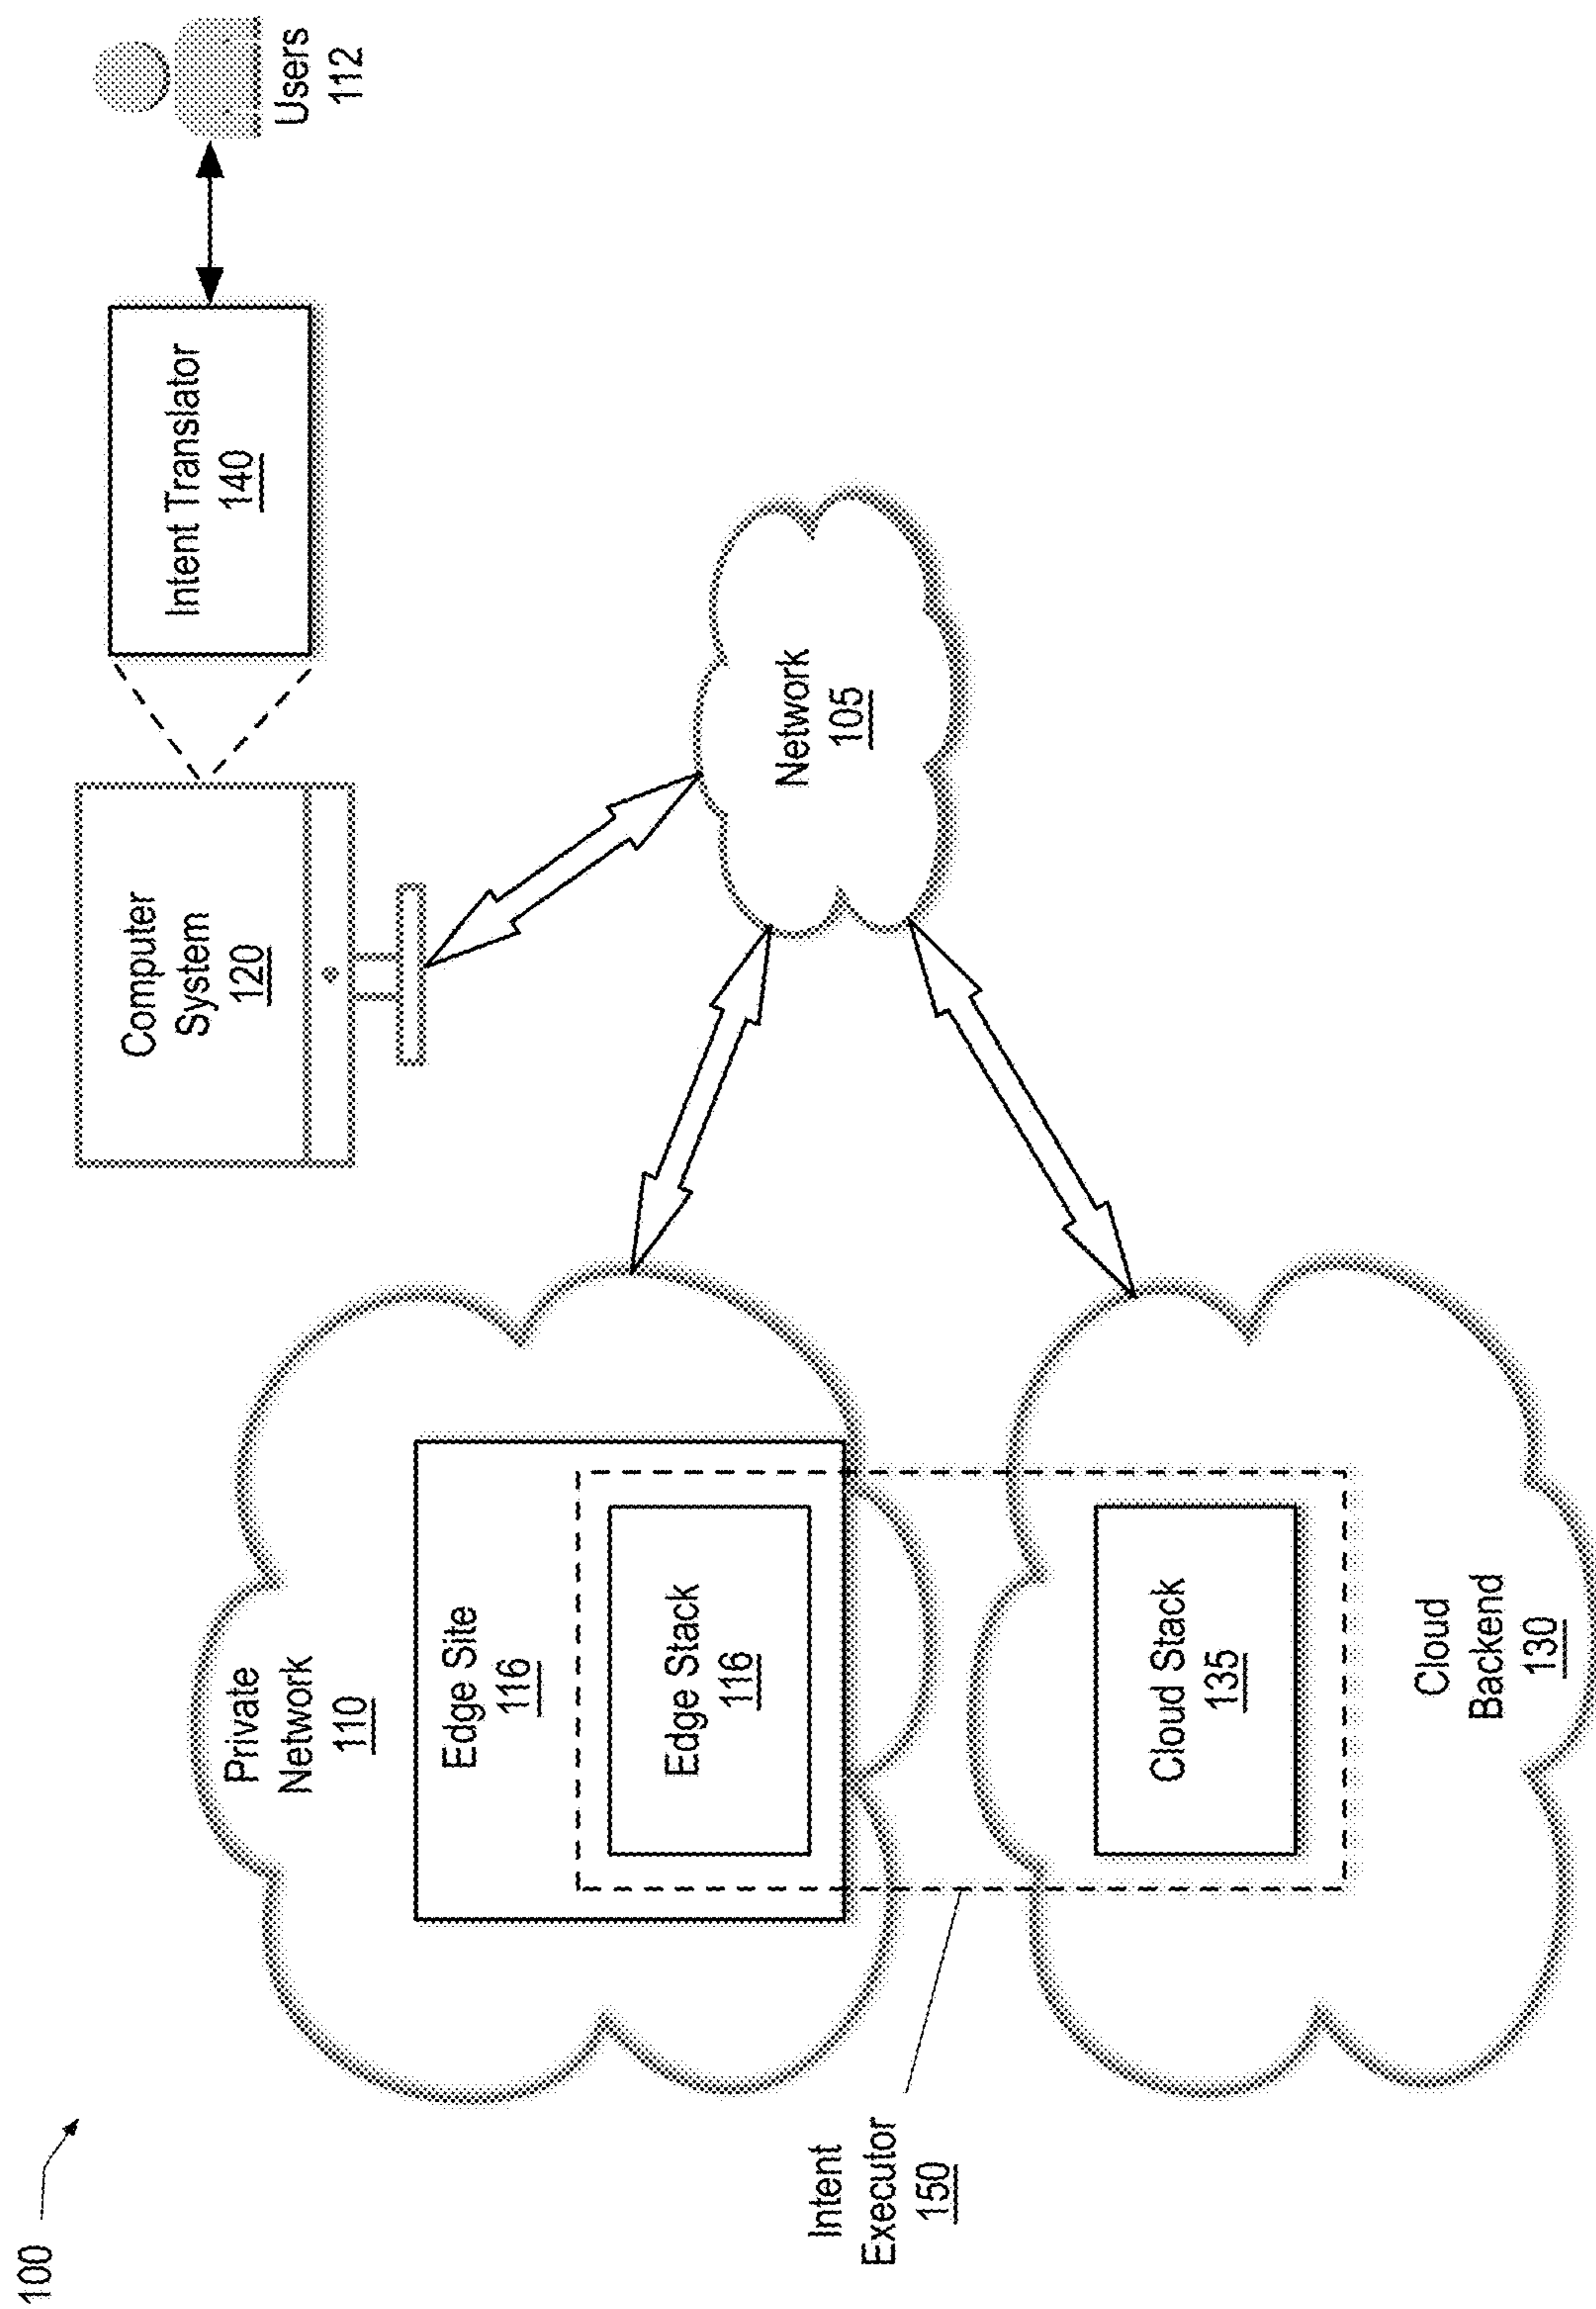 100
Private
Network
110
Edge Site
116
Edge Stack
116
Intent
Executor
150
Cloud Stack
135
Cloud
Backend
130
Computer
System
120
Network
105
Intent Translator
140
Users
112